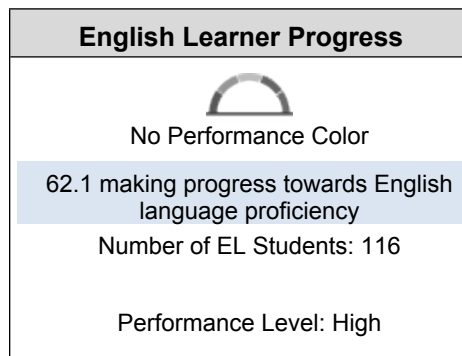 English Learner Progress
No Performance Color
62.1 making progress towards English
language proficiency
Number of EL Students: 116
Performance Level: High